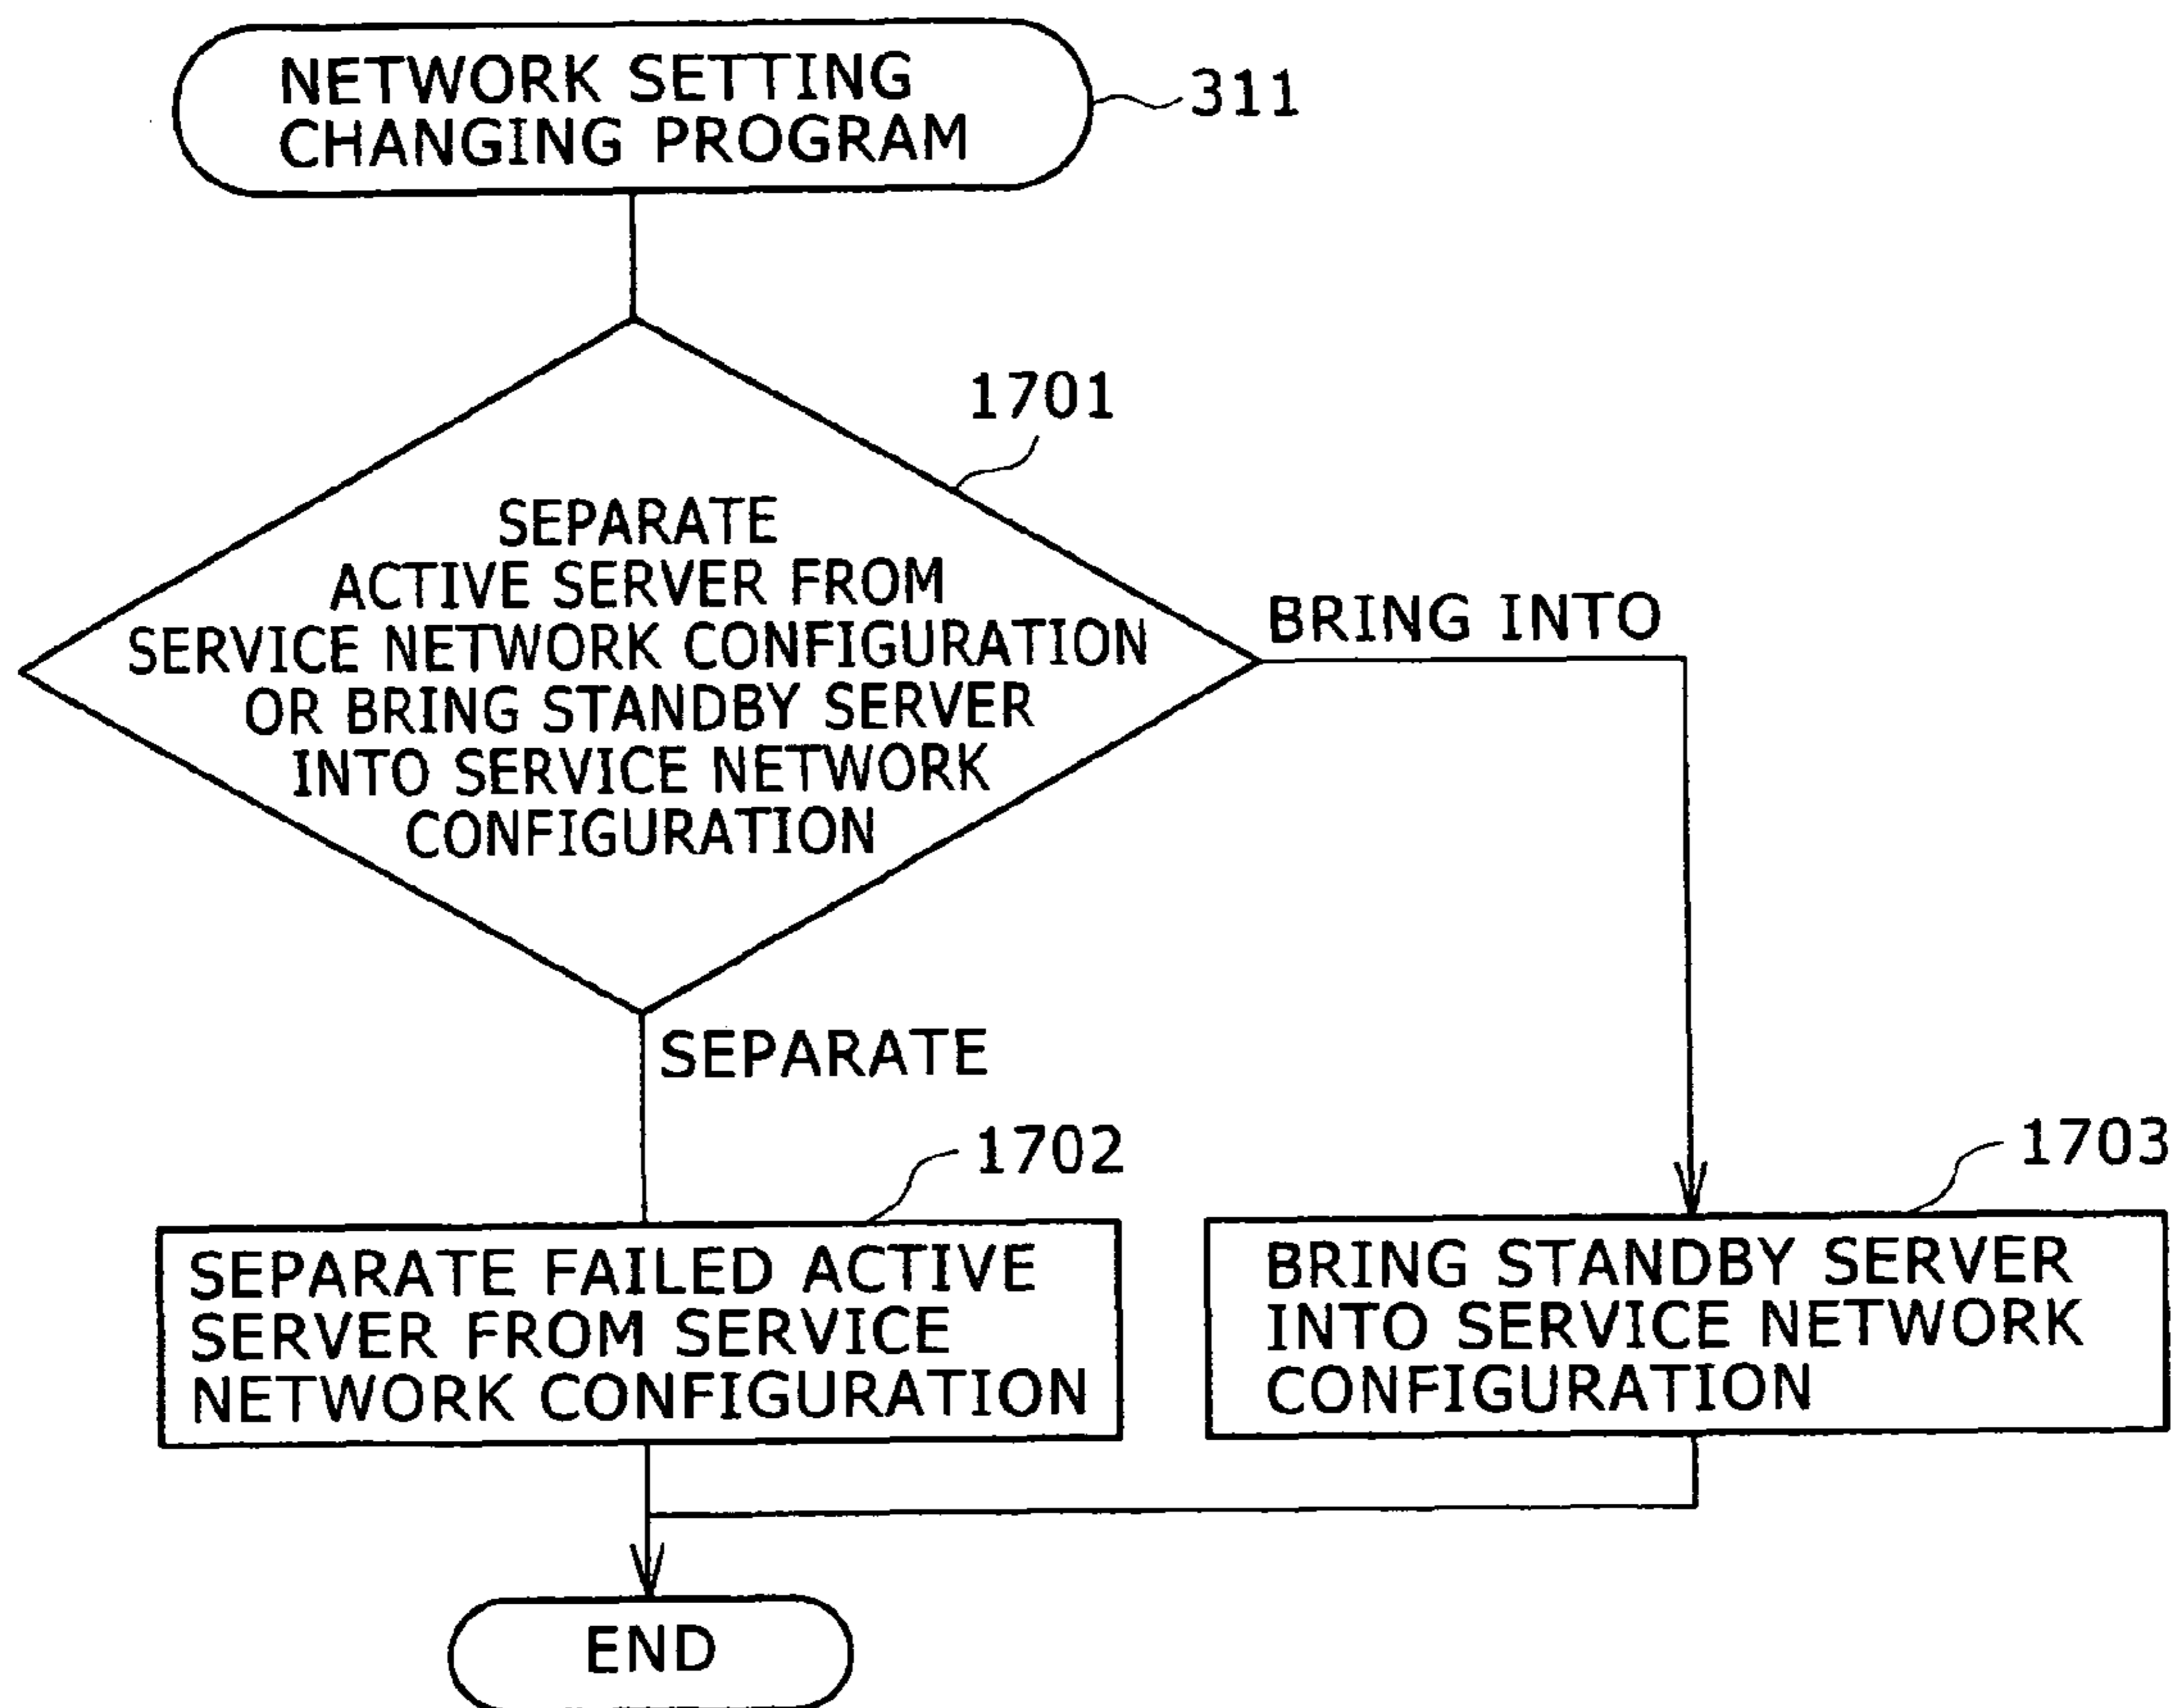 NETWORK SETTING
CHANGING PROGRAM
311
1701
SEPARATE
ACTIVE SERVER FROM
SERVICE NETWORK CONFIGURATION
OR BRING STANDBY SERVER
INTO SERVICE NETWORK
CONFIGURATION
BRING INTO
SEPARATE
1702
1703
SEPARATE FAILED ACTIVE
SERVER FROM SERVICE
NETWORK CONFIGURATION
BRING STANDBY SERVER
INTO SERVICE NETWORK
CONFIGURATION
END